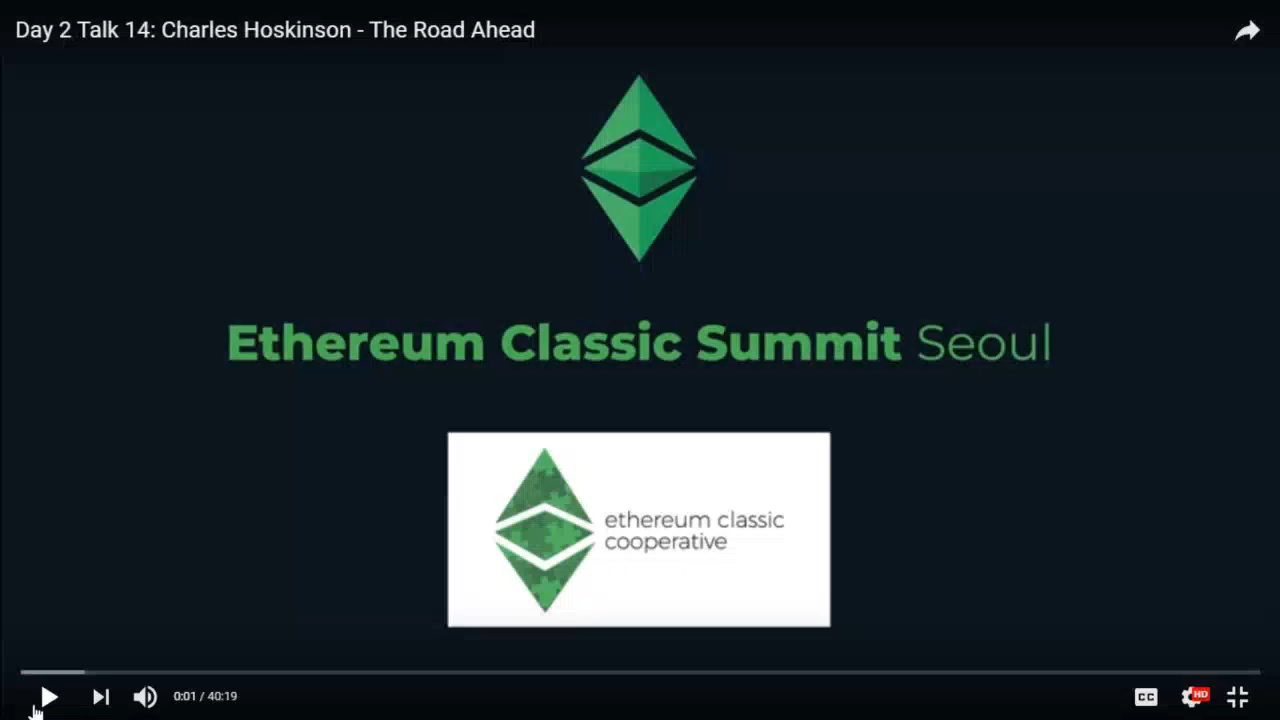 Day 2 Talk 14: Charles Hoskinson - The Road Ahead
Ethereum Classic Summit Seoul
ethereum classic
cooperative
0:01 / 40:19
CC
HD